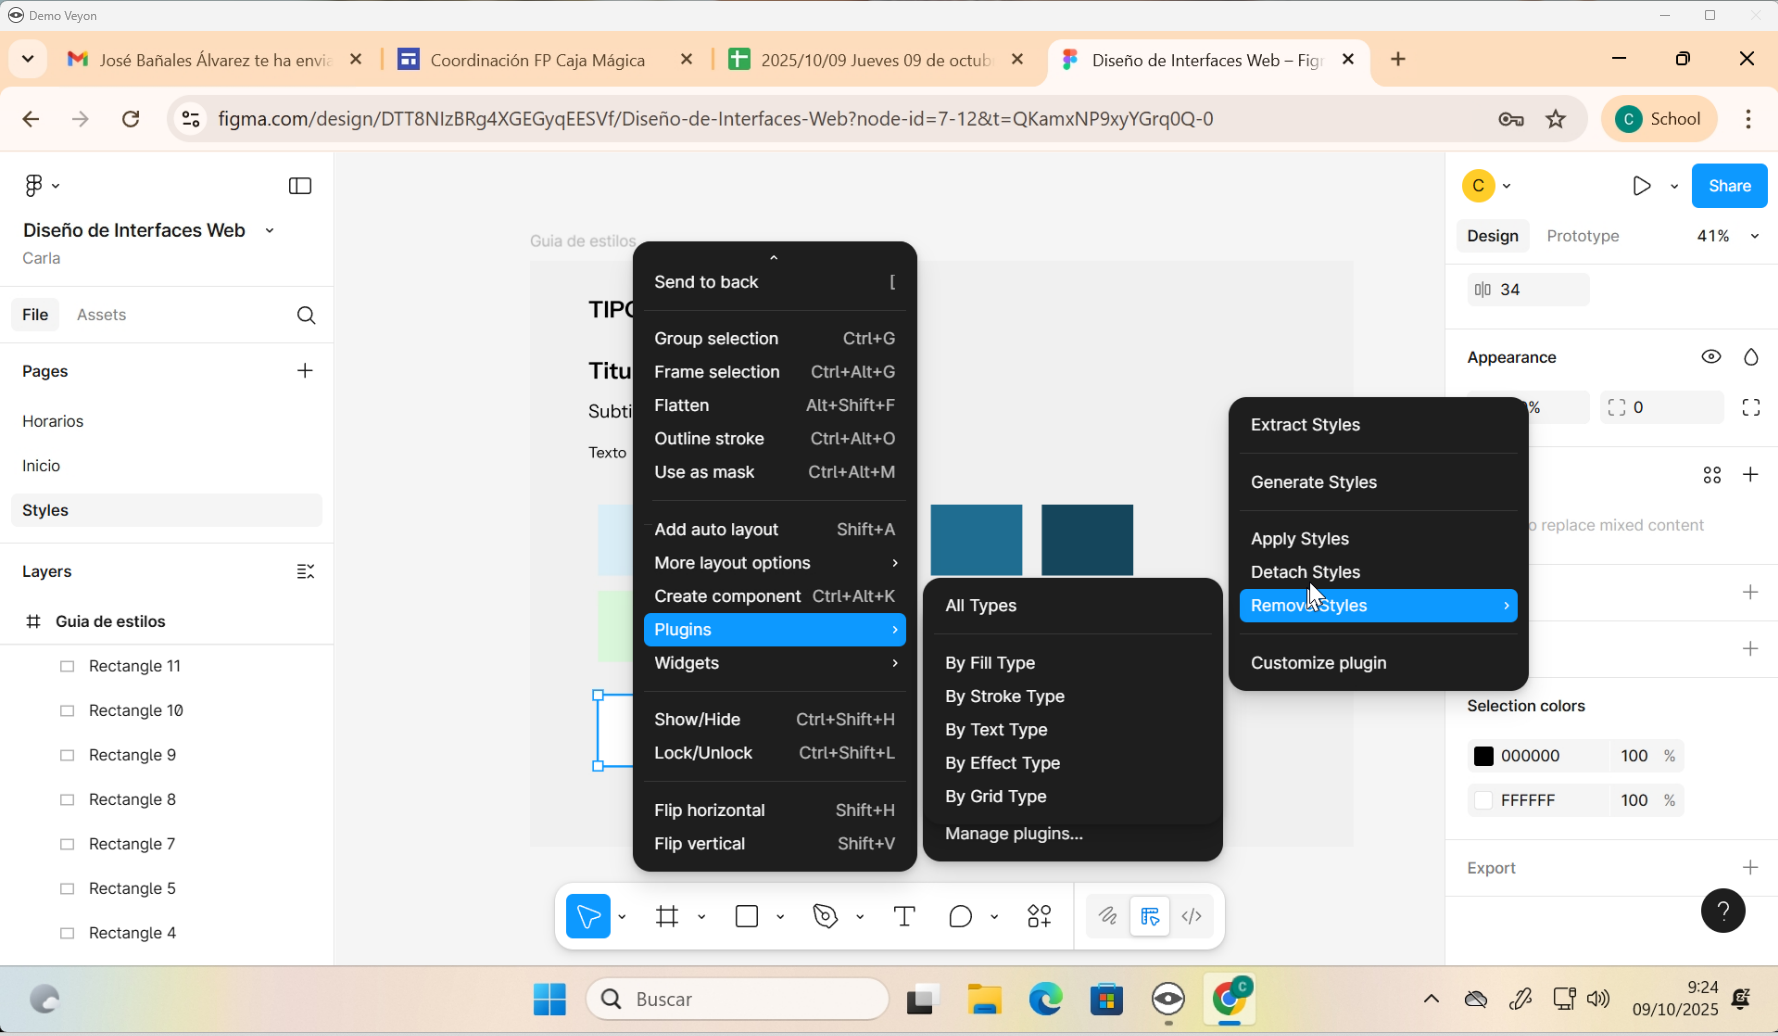 Demo Veyon
José Bañales Álvarez te ha envia
Coordinación FP Caja Mágica
2025/10/09 Jueves 09 de octub
Diseño de Interfaces Web – Fig
figma.com/design/DTT8NIzBRg4XGEGyqEESVf/Diseño-de-Interfaces-Web?node-id=7-12&t=QKamxNP9xyYGrq0Q-0
C School
Diseño de Interfaces Web
Carla
File Assets
Pages
Horarios
Inicio
Styles
Layers
Guia de estilos
Rectangle 11
Rectangle 10
Rectangle 9
Rectangle 8
Rectangle 7
Rectangle 5
Rectangle 4
Guia de estilos
TIPO
Titu
Subti
Texto
Send to back [
Group selection Ctrl+G
Frame selection Ctrl+Alt+G
Flatten Alt+Shift+F
Outline stroke Ctrl+Alt+O
Use as mask Ctrl+Alt+M
Add auto layout Shift+A
More layout options
Create component Ctrl+Alt+K
Plugins
Widgets
Show/Hide Ctrl+Shift+H
Lock/Unlock Ctrl+Shift+L
Flip horizontal Shift+H
Flip vertical Shift+V
All Types
By Fill Type
By Stroke Type
By Text Type
By Effect Type
By Grid Type
Manage plugins...
Extract Styles
Generate Styles
Apply Styles
Detach Styles
Remove Styles
Customize plugin
C
Share
Design Prototype 41%
34
Appearance
% 0
o replace mixed content
Selection colors
000000 100 %
FFFFFF 100 %
Export
?
Buscar
C
9:24
09/10/2025